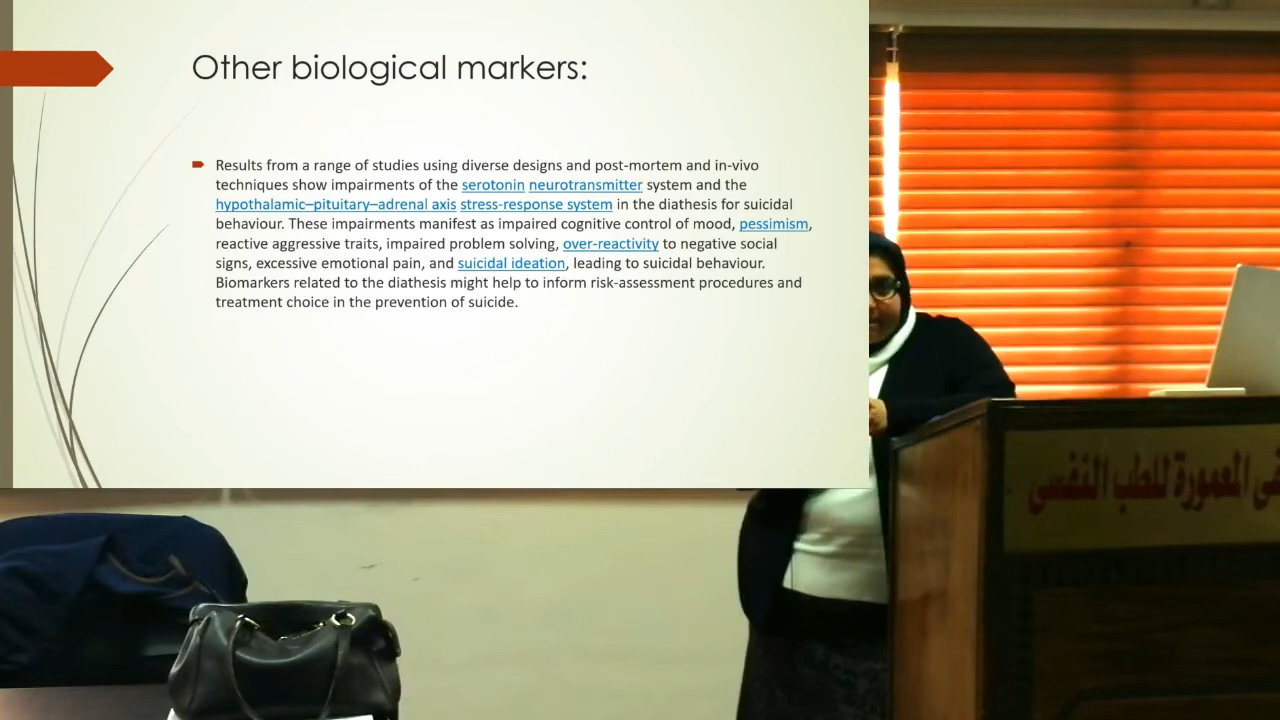 Other biological markers:
Results from a range of studies using diverse designs and post-mortem and in-vivo
techniques show impairments of the serotonin neurotransmitter system and the
hypothalamic–pituitary–adrenal axis stress-response system in the diathesis for suicidal
behaviour. These impairments manifest as impaired cognitive control of mood, pessimism,
reactive aggressive traits, impaired problem solving, over-reactivity to negative social
signs, excessive emotional pain, and suicidal ideation, leading to suicidal behaviour.
Biomarkers related to the diathesis might help to inform risk-assessment procedures and
treatment choice in the prevention of suicide.
المعمورة للطب النفسى